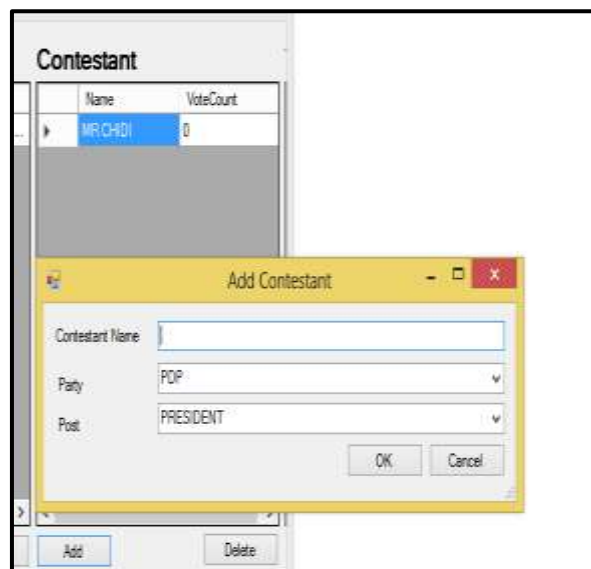 Contestant
Name VoteCount
MR CHIDI 0
Add Contestant
Contestant Name
Party PDP
Post PRESIDENT
OK Cancel
Add Delete